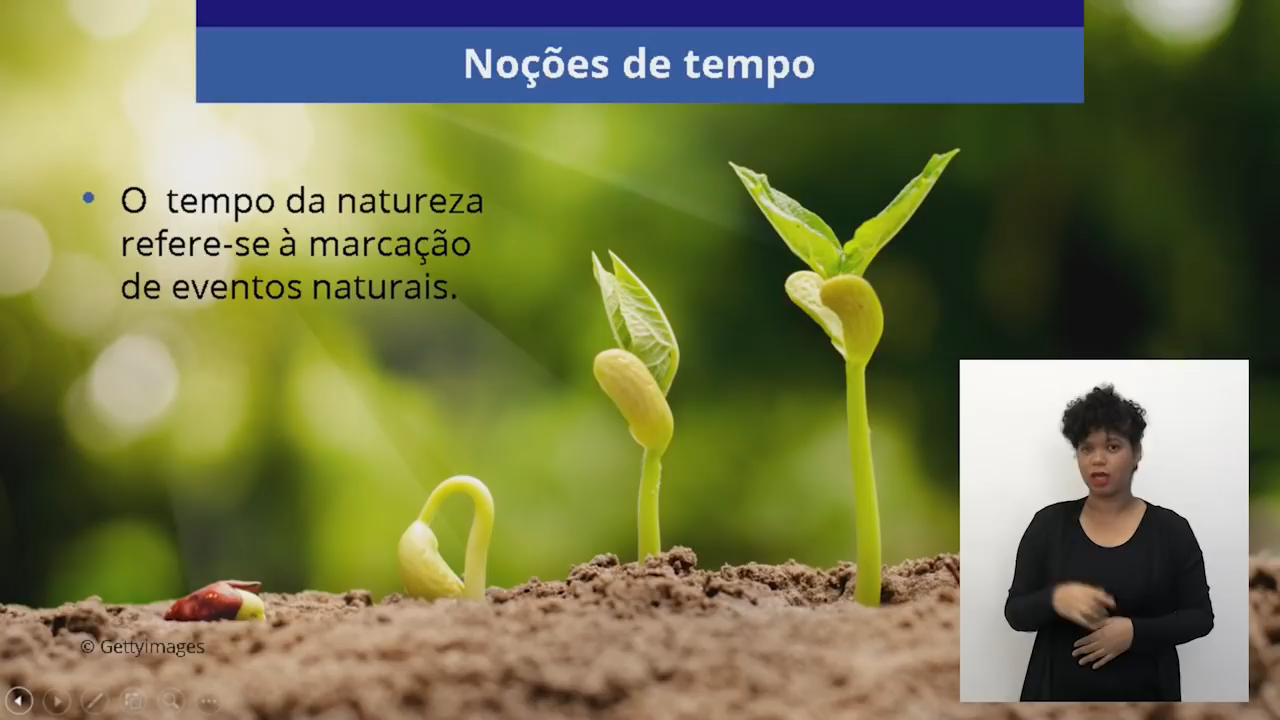 Noções de tempo
• O tempo da natureza
refere-se à marcação
de eventos naturais.
© Gettyimages